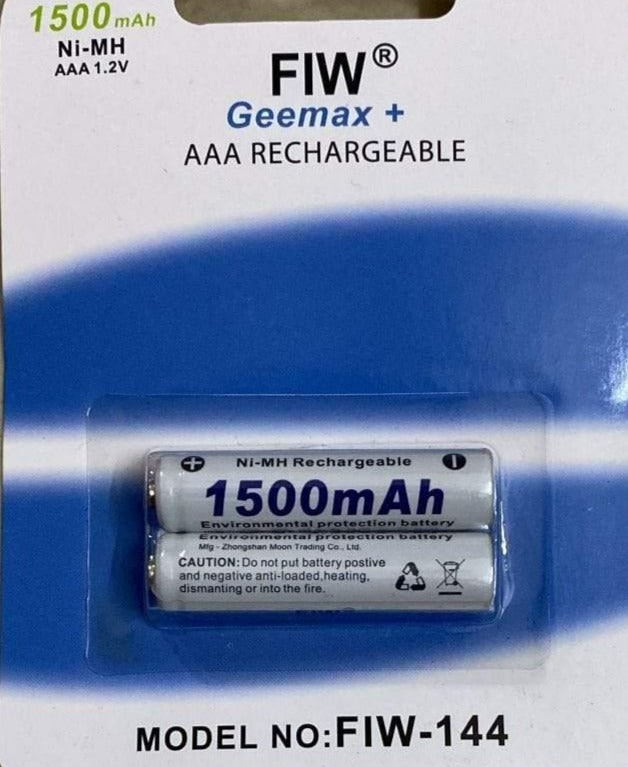 1500 mAh
Ni-MH
AAA 1.2V
FIW®
Geemax +
AAA RECHARGEABLE
+ Ni-MH Rechargeable
1500mAh
Environmental protection battery
Environmental protection battery
Mfg - Zhongshan Moon Trading Co., Ltd.
CAUTION: Do not put battery postive
and negative anti-loaded,heating,
dismanting or into the fire.
MODEL NO:FIW-144